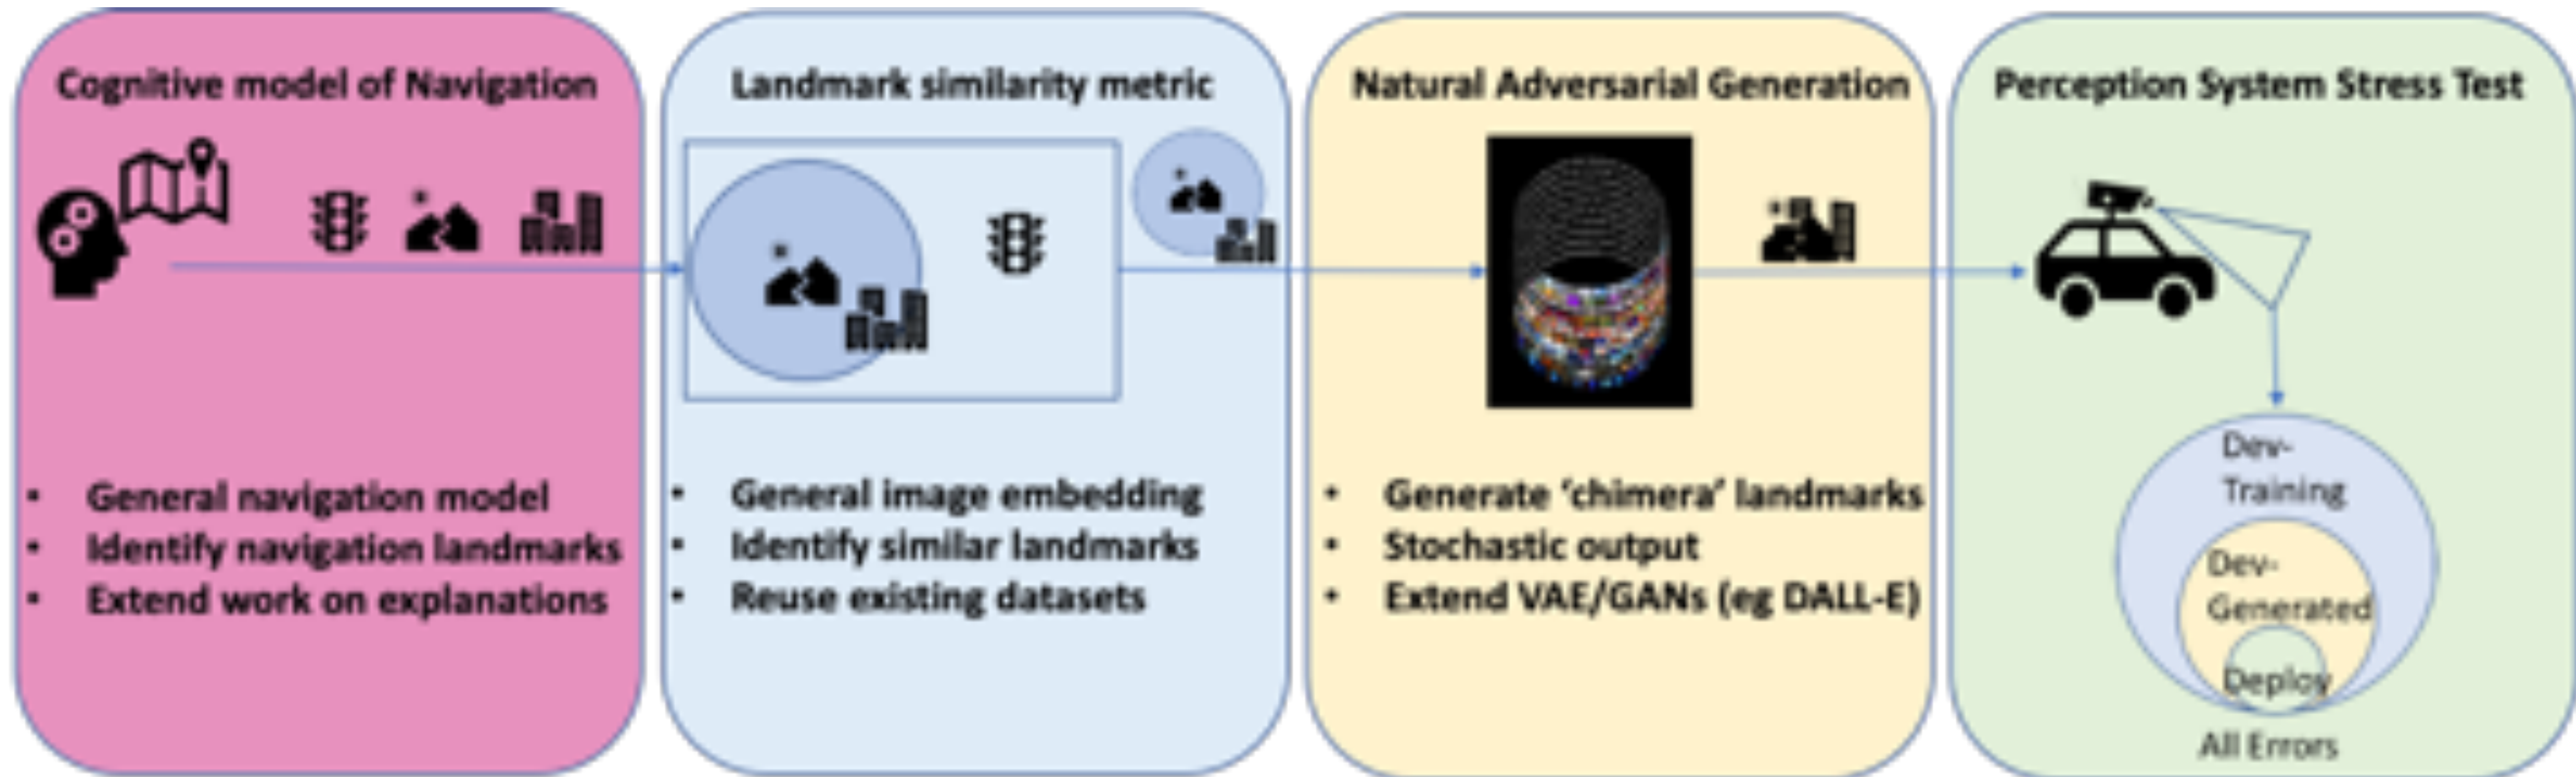 Cognitive model of Navigation
• General navigation model
• Identify navigation landmarks
• Extend work on explanations
Landmark similarity metric
• General image embedding
• Identify similar landmarks
• Reuse existing datasets
Natural Adversarial Generation
• Generate ‘chimera’ landmarks
• Stochastic output
• Extend VAE/GANs (eg DALL-E)
Perception System Stress Test
Dev-
Training
Dev-
Generated
Deploy
All Errors